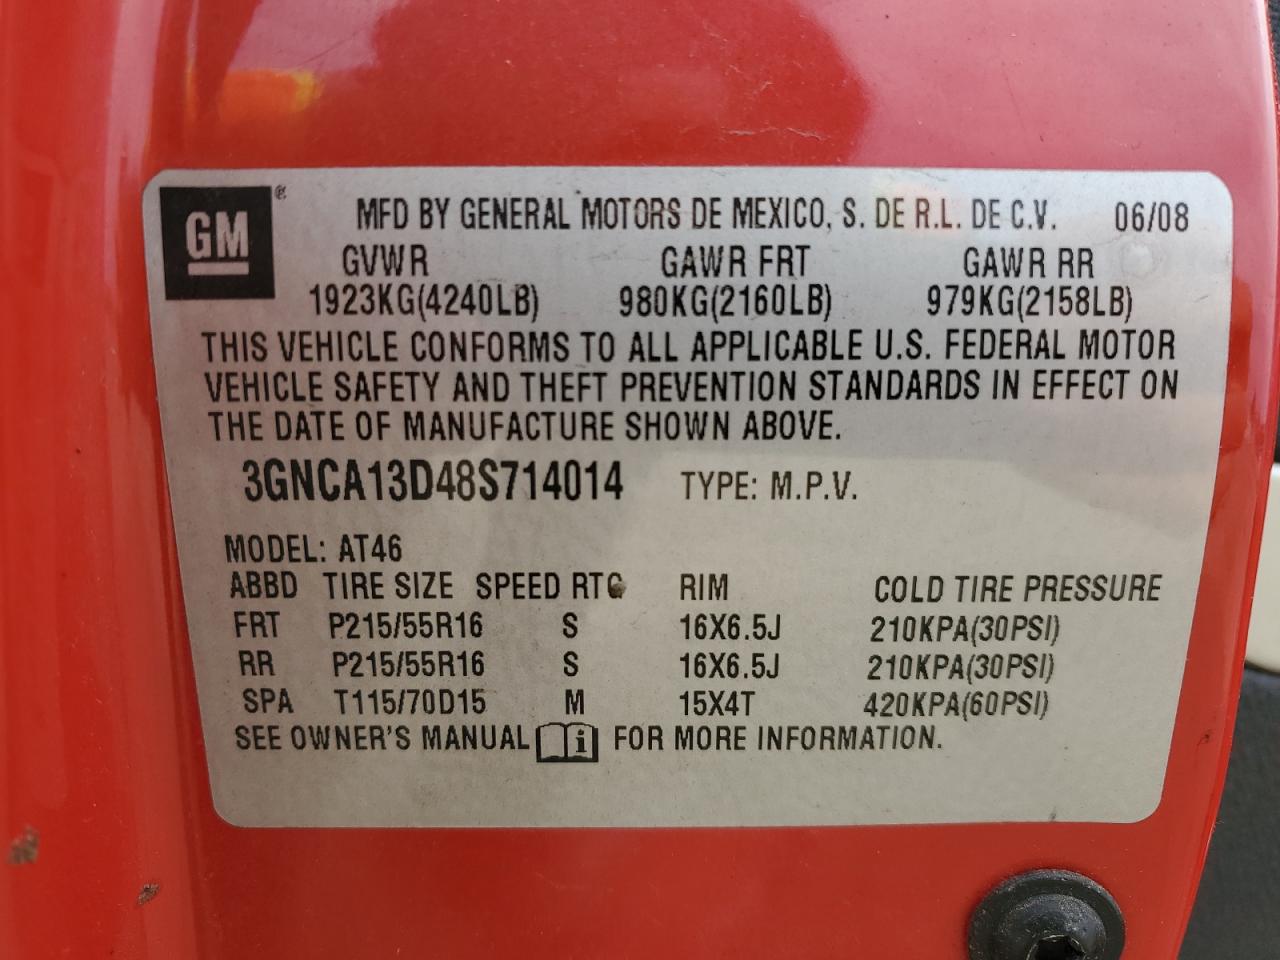 GM ® MFD BY GENERAL MOTORS DE MEXICO, S. DE R.L. DE C.V. 06/08
GVWR GAWR FRT GAWR RR
1923KG(4240LB) 980KG(2160LB) 979KG(2158LB)
THIS VEHICLE CONFORMS TO ALL APPLICABLE U.S. FEDERAL MOTOR
VEHICLE SAFETY AND THEFT PREVENTION STANDARDS IN EFFECT ON
THE DATE OF MANUFACTURE SHOWN ABOVE.
3GNCA13D48S714014 TYPE: M.P.V.
MODEL: AT46
ABBD TIRE SIZE SPEED RTG RIM COLD TIRE PRESSURE
FRT P215/55R16 S 16X6.5J 210KPA(30PSI)
RR P215/55R16 S 16X6.5J 210KPA(30PSI)
SPA T115/70D15 M 15X4T 420KPA(60PSI)
SEE OWNER'S MANUAL i FOR MORE INFORMATION.